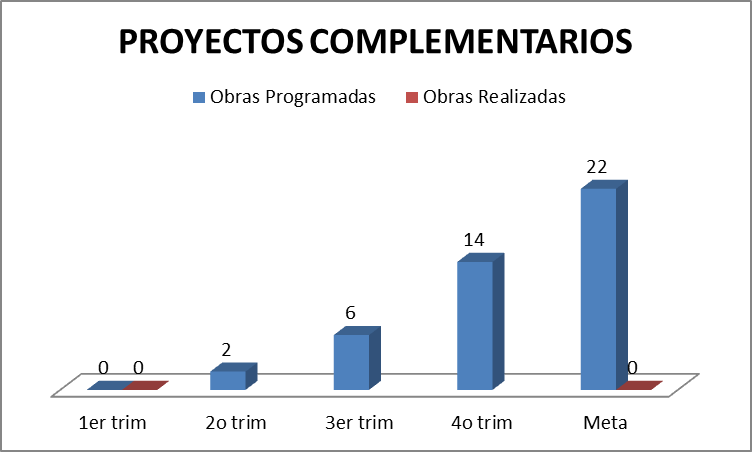 PROYECTOS COMPLEMENTARIOS
Obras Programadas Obras Realizadas
22
14
6
2
0 0 0
1er trim 2o trim 3er trim 4o trim Meta